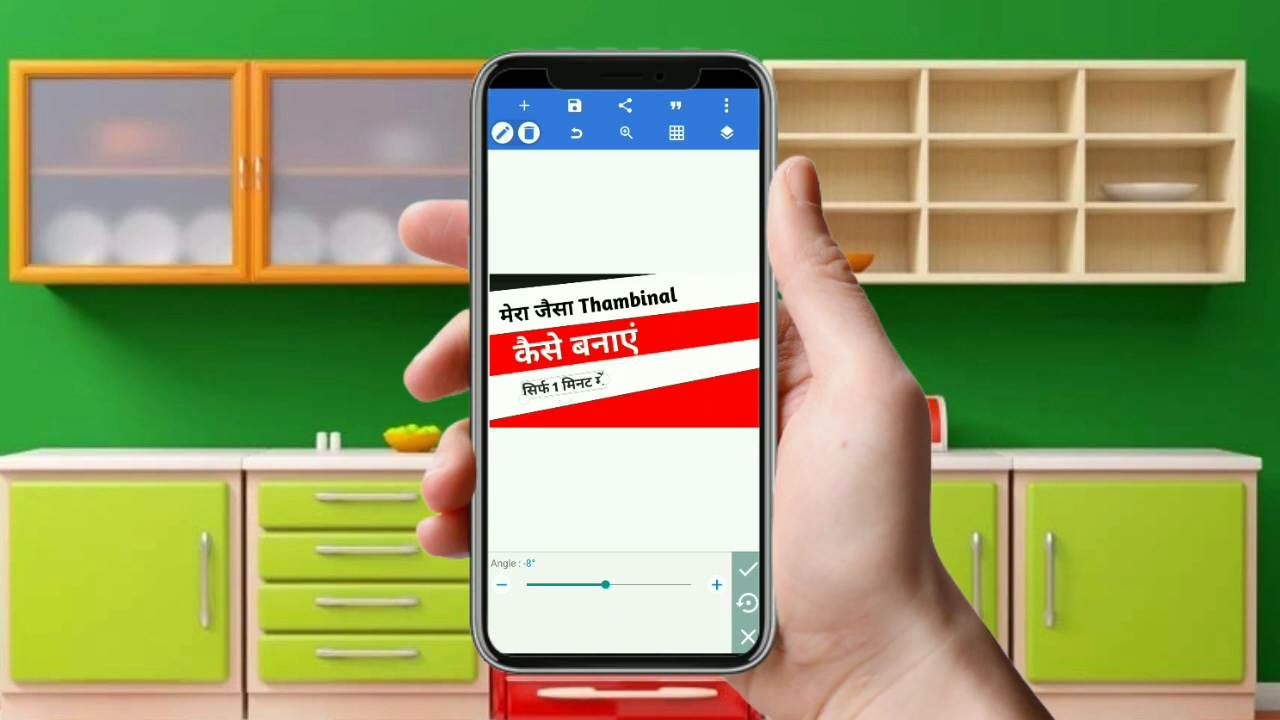 मेरा जैसा Thambinal
कैसे बनाएं
सिर्फ 1 मिनट में
Angle : -8°